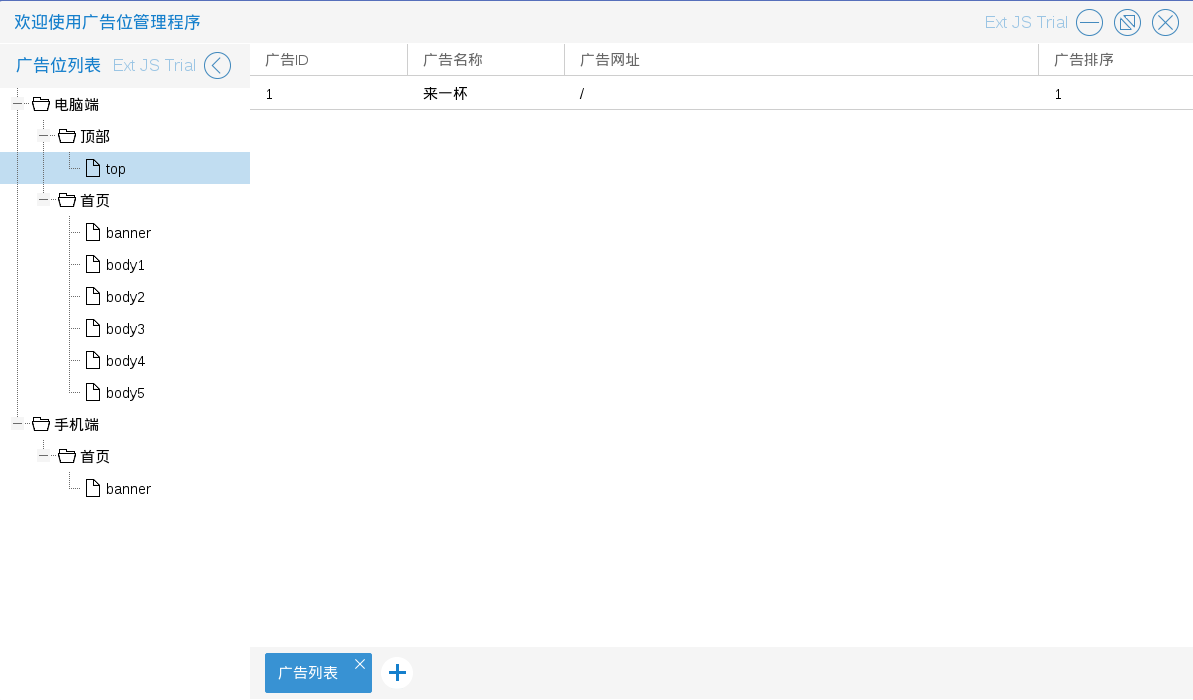 欢迎使用广告位管理程序 Ext JS Trial
广告位列表 Ext JS Trial
广告ID 广告名称 广告网址 广告排序
1 来一杯 / 1
电脑端
顶部
top
首页
banner
body1
body2
body3
body4
body5
手机端
首页
banner
广告列表